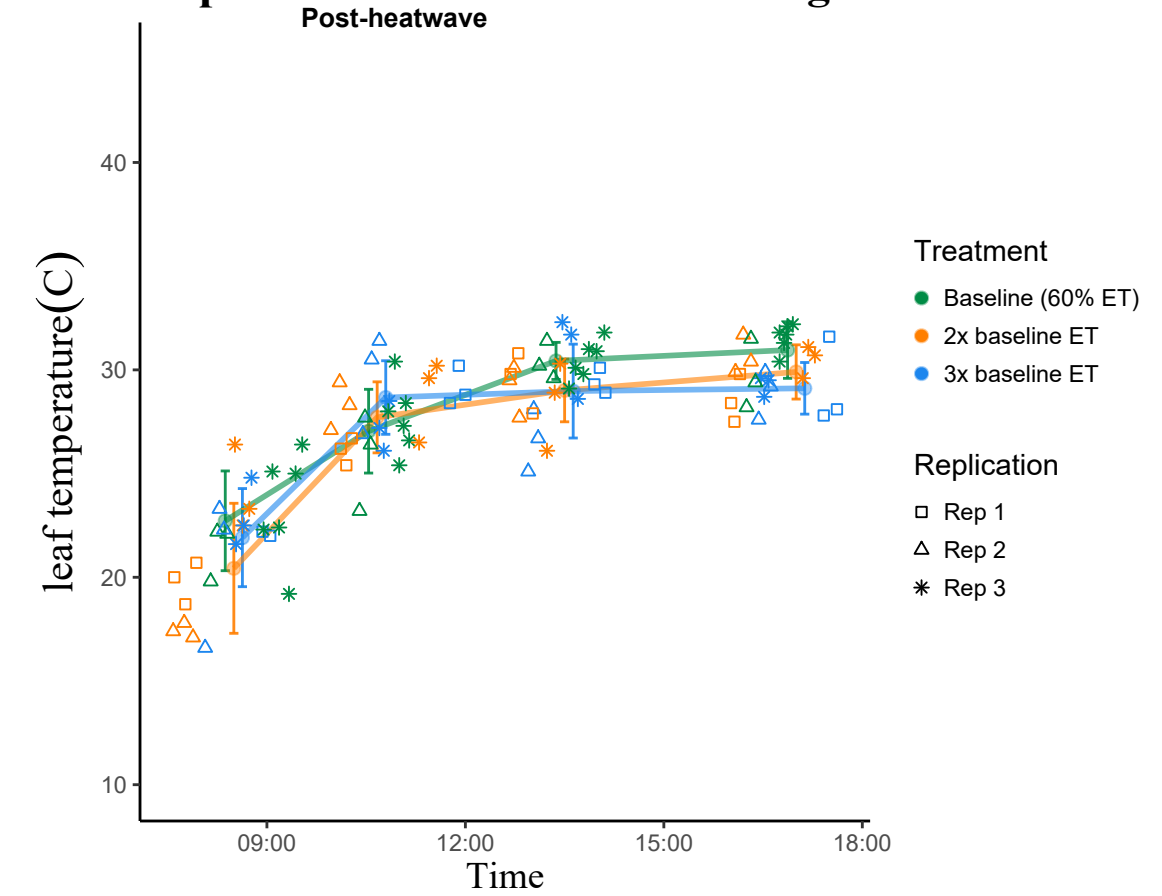 Post-heatwave
leaf temperature(C)
40
30
20
10
09:00
12:00
15:00
18:00
Time
Treatment
Baseline (60% ET)
2x baseline ET
3x baseline ET
Replication
Rep 1
Rep 2
Rep 3